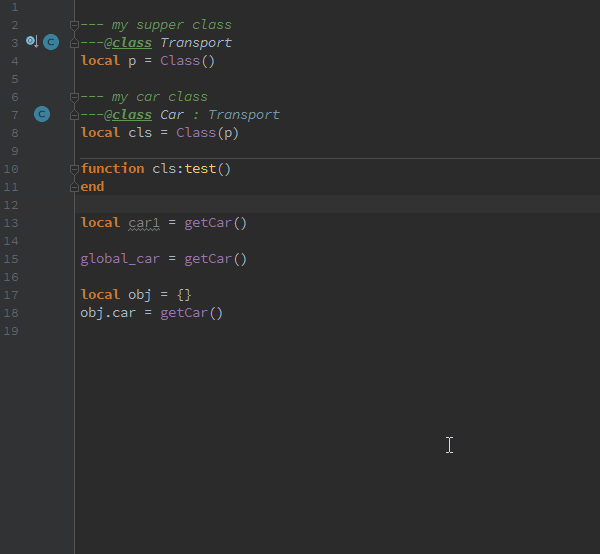 1
2 --- my supper class
3 C ---@class Transport
4 local p = Class()
5
6 --- my car class
7 C ---@class Car : Transport
8 local cls = Class(p)
9
10 function cls:test()
11 end
12
13 local car1 = getCar()
14
15 global_car = getCar()
16
17 local obj = {}
18 obj.car = getCar()
19